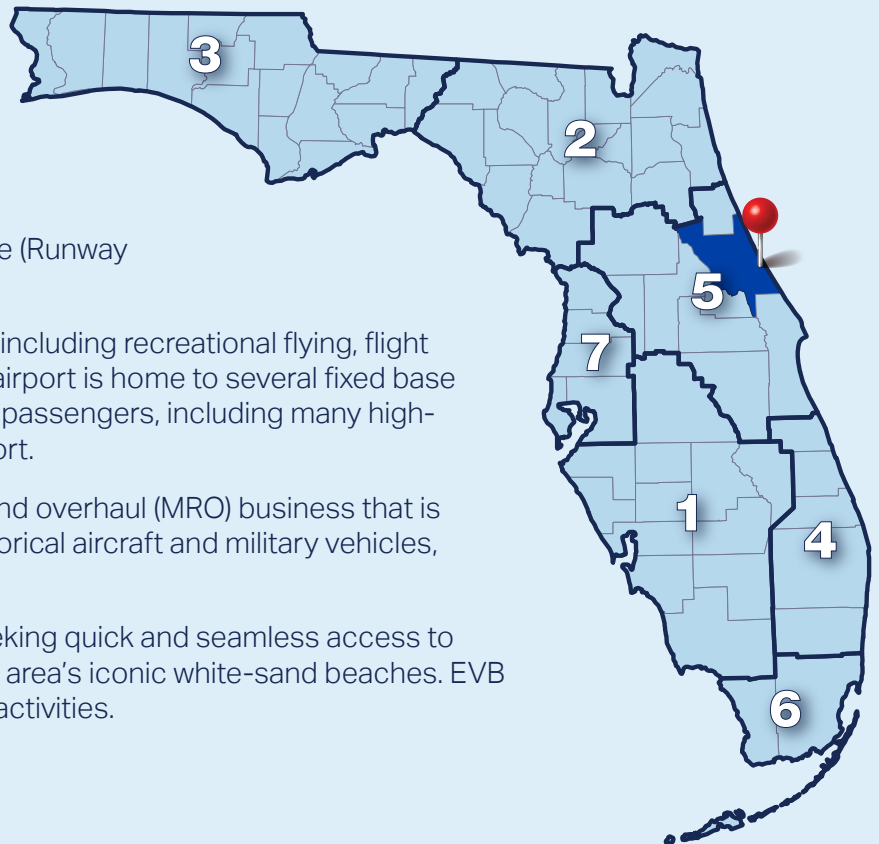 3
2
e (Runway
5
including recreational flying, flight
7
airport is home to several fixed base
passengers, including many high-
ort.
nd overhaul (MRO) business that is
1
orical aircraft and military vehicles,
4
eking quick and seamless access to
area's iconic white-sand beaches. EVB
activities.
6